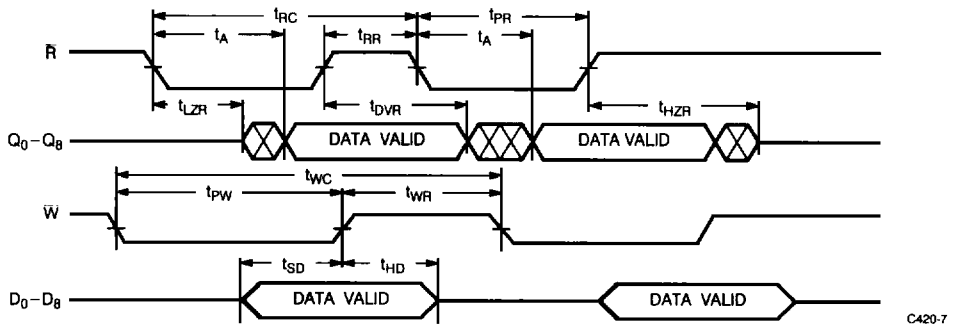 tRC tPR
tA tRR tA
R̅
tLZR tDVR tHZR
Q0–Q8 DATA VALID DATA VALID
tWC
tPW tWR
W̅
tSD tHD
D0–D8 DATA VALID DATA VALID
C420-7